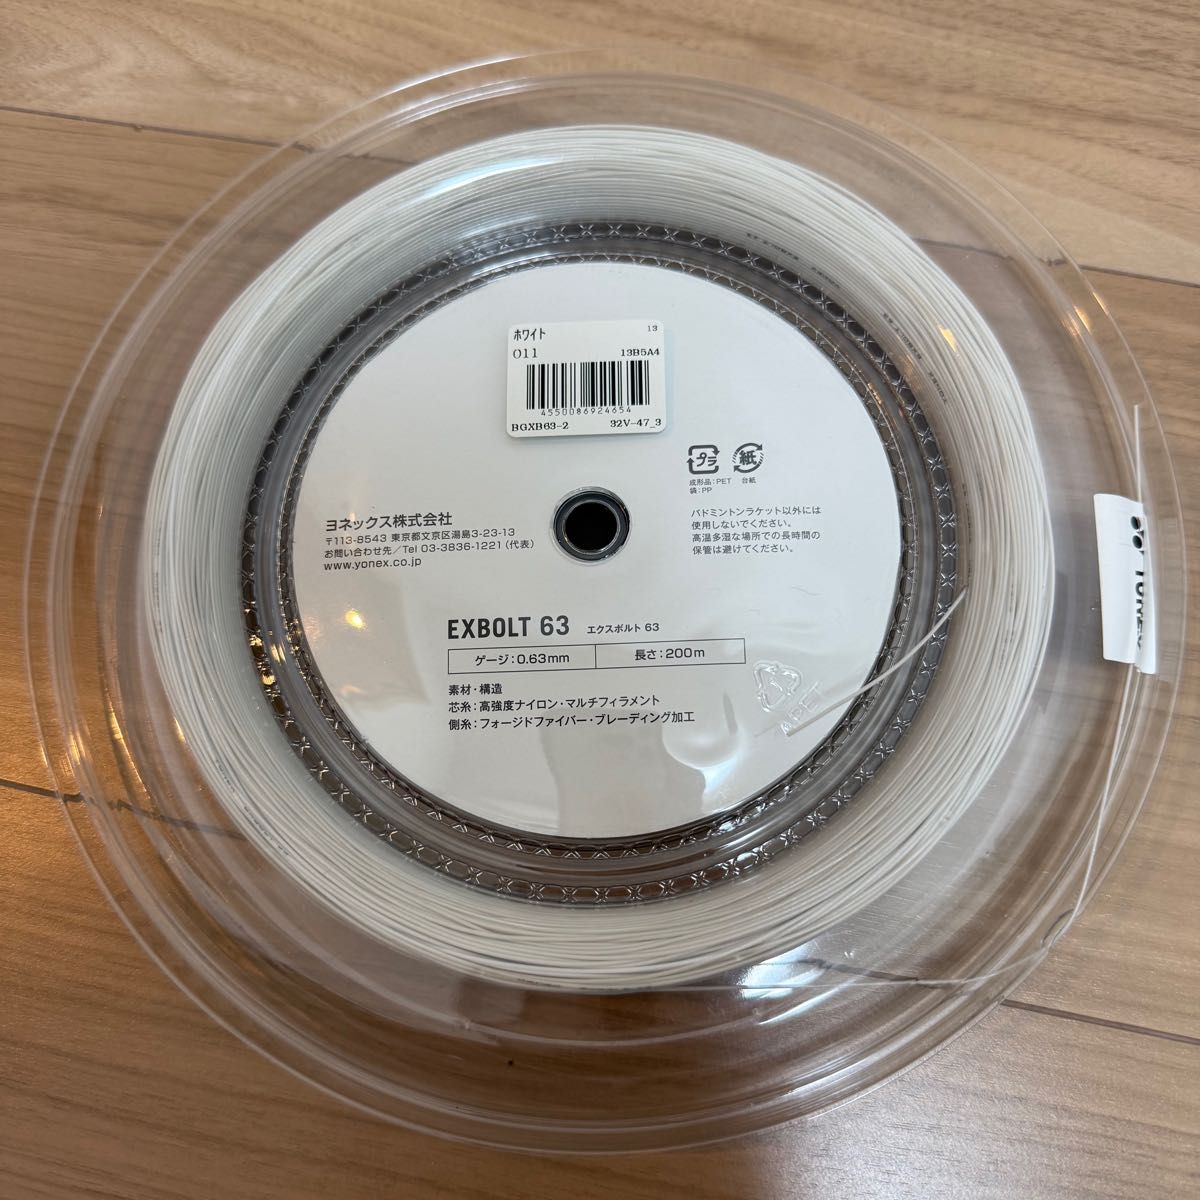 ホワイト
13
011
13B5A4
4550086924654
BGXB63-2
32V-47_3
プラ
紙
成形品:PET
台紙
袋:PP
バドミントンラケット以外には
使用しないでください。
高温多湿な場所での長時間の
保管は避けてください。
ヨネックス株式会社
〒113-8543 東京都文京区湯島3-23-13
お問い合わせ先/Tel 03-3836-1221(代表)
www.yonex.co.jp
EXBOLT 63 エクスボルト 63
ゲージ:0.63mm
長さ:200m
素材・構造
芯糸:高強度ナイロン・マルチフィラメント
側糸:フォージドファイバー・ブレーディング加工
YONEX